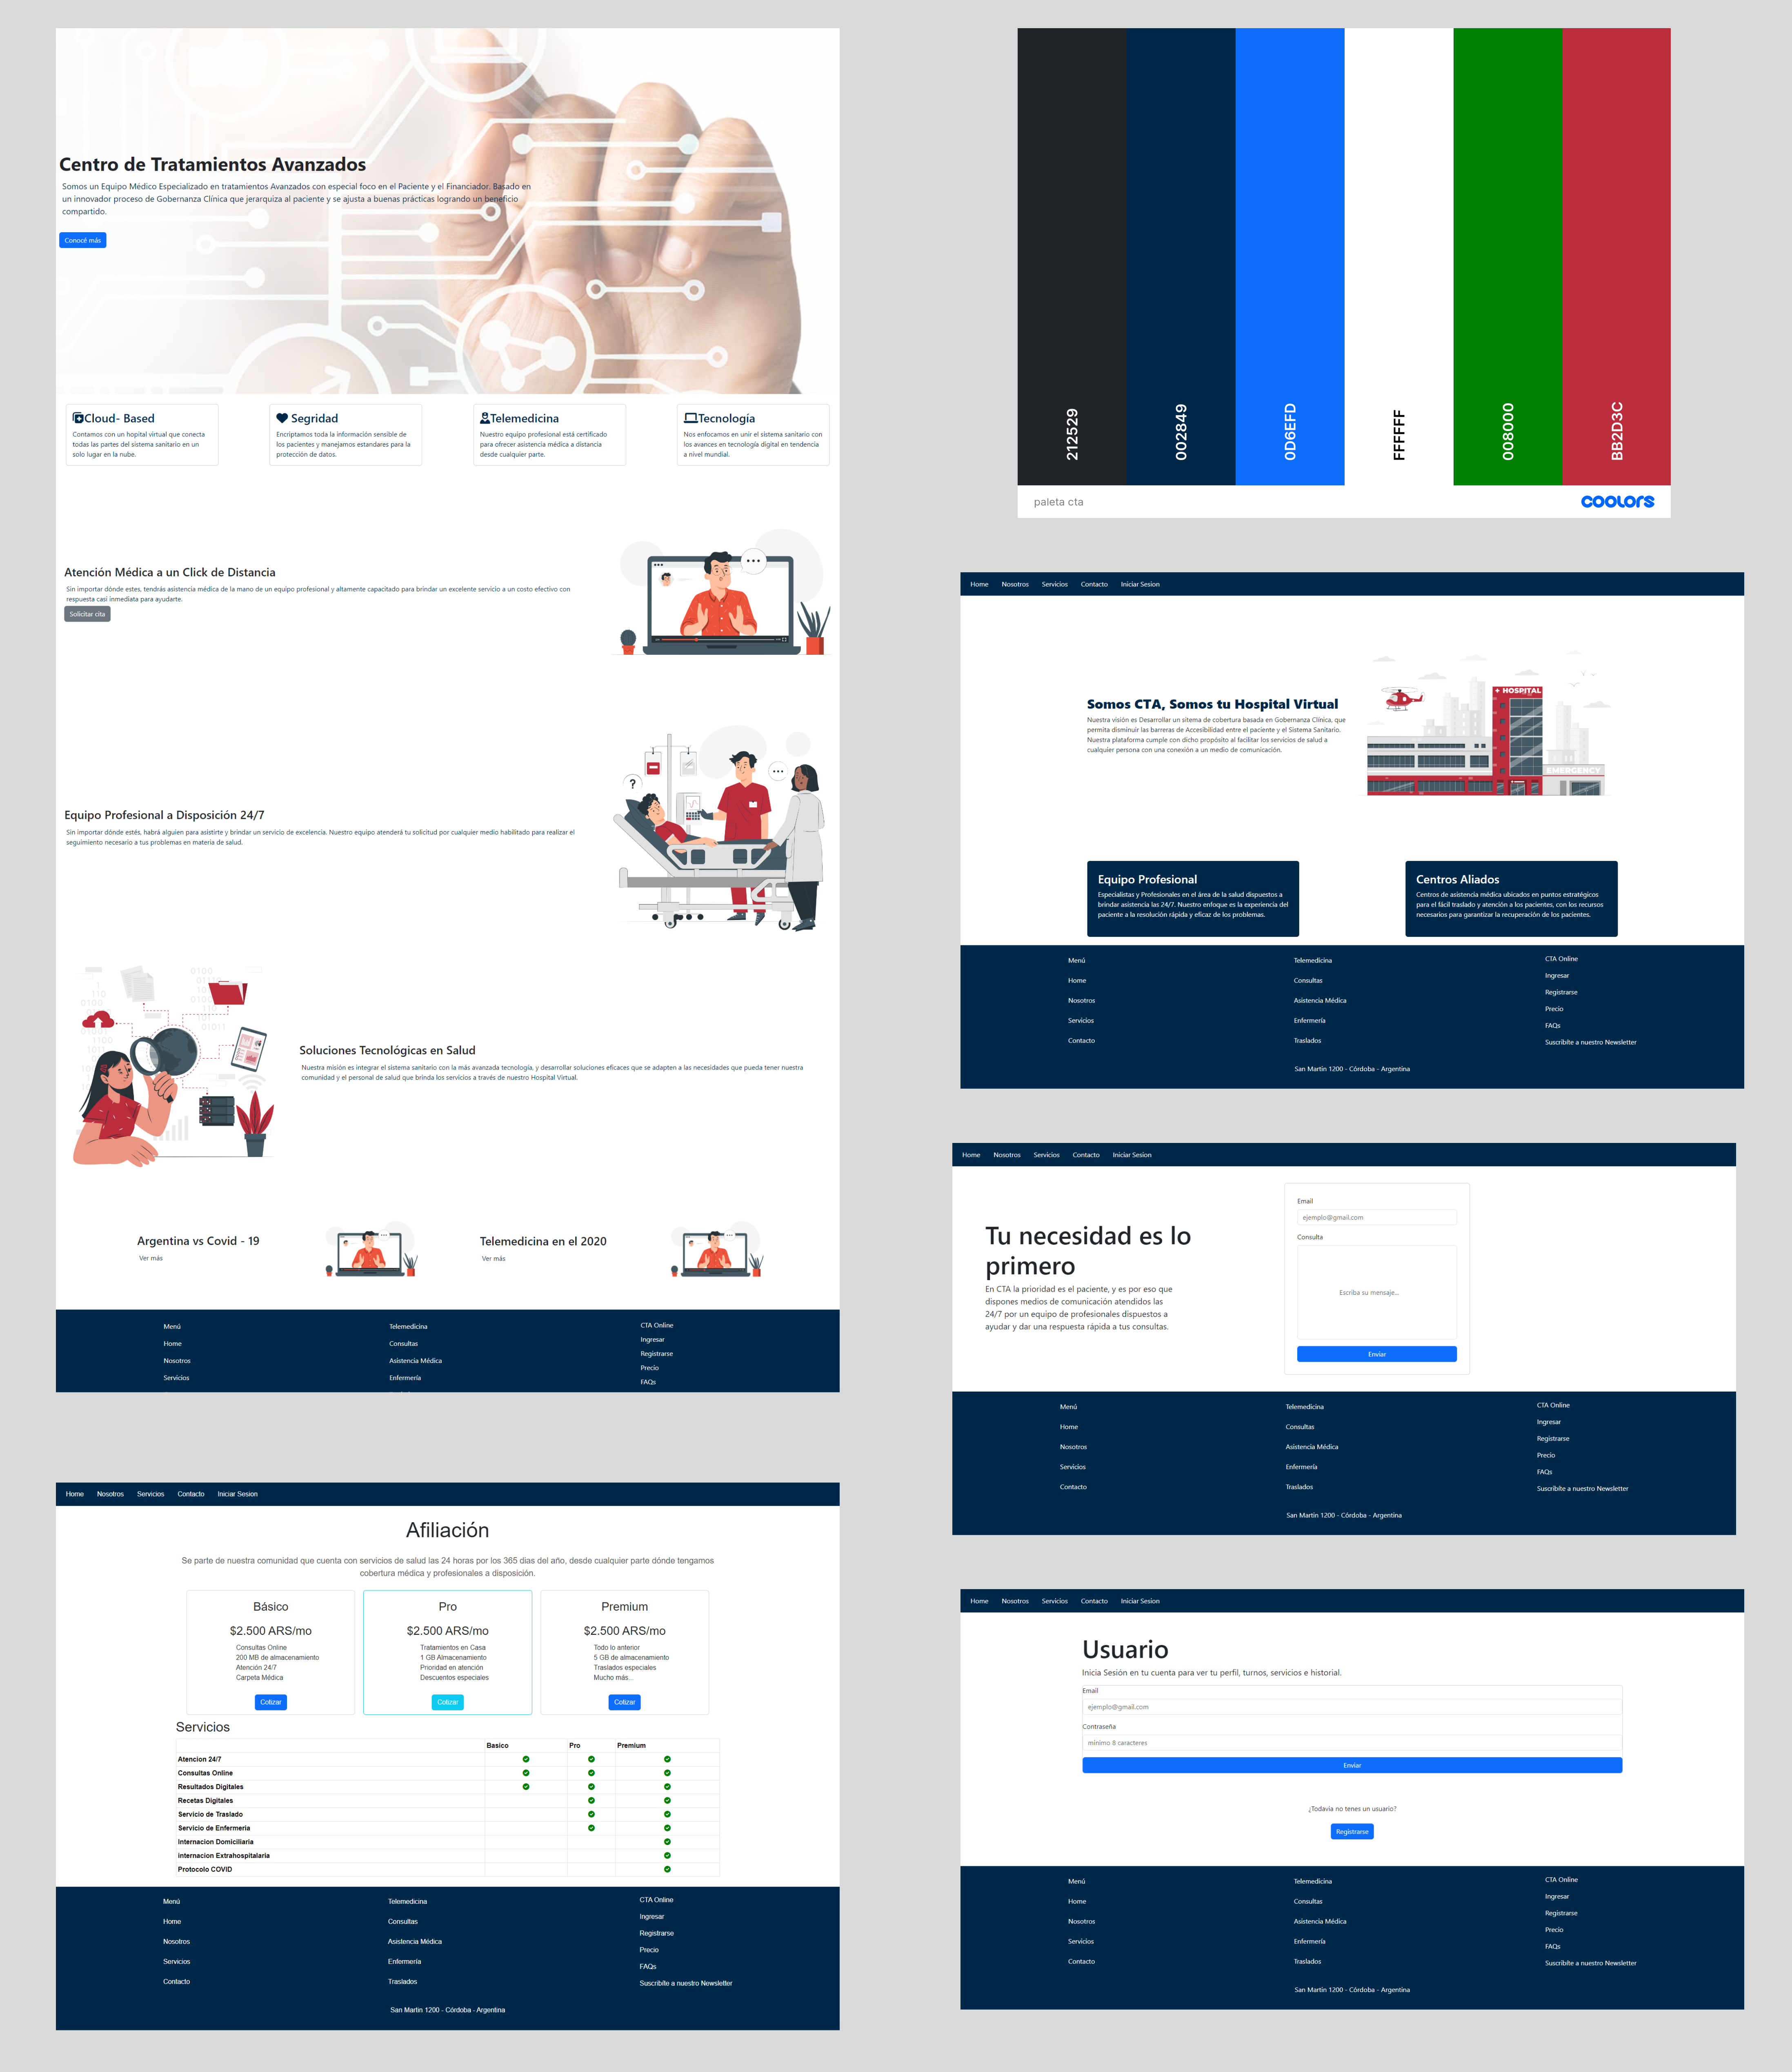 Centro de Tratamientos Avanzados
Somos un Equipo Médico Especializado en tratamientos Avanzados con especial foco en el Paciente y el Financiador. Basado en
un innovador proceso de Gobernanza Clínica que jerarquiza al paciente y se ajusta a buenas prácticas logrando un beneficio
compartido.
Conocé más
Cloud- Based
Contamos con un hopital virtual que conecta
todas las partes del sistema sanitario en un
solo lugar en la nube.
Segridad
Encriptamos toda la información sensible de
los pacientes y manejamos estandares para la
protección de datos.
Telemedicina
Nuestro equipo profesional está certificado
para ofrecer asistencia médica a distancia
desde cualquier parte.
Tecnología
Nos enfocamos en unir el sistema sanitario con
los avances en tecnología digital en tendencia
a nivel mundial.
Atención Médica a un Click de Distancia
Sin importar dónde estes, tendrás asistencia médica de la mano de un equipo profesional y altamente capacitado para brindar un excelente servicio a un costo efectivo con
respuesta casi inmediata para ayudarte.
Solicitar cita
Equipo Profesional a Disposición 24/7
Sin importar dónde estés, habrá alguien para asistirte y brindar un servicio de excelencia. Nuestro equipo atenderá tu solicitud por cualquier medio habilitado para realizar el
seguimiento necesario a tus problemas en materia de salud.
?
0100
0100
1011
01011
110
0100
1100
1011
Soluciones Tecnológicas en Salud
Nuestra misión es integrar el sistema sanitario con la más avanzada tecnología, y desarrollar soluciones eficaces que se adapten a las necesidades que pueda tener nuestra
comunidad y el personal de salud que brinda los servicios a través de nuestro Hospital Virtual.
Argentina vs Covid - 19
Ver más
Telemedicina en el 2020
Ver más
Menú
Home
Nosotros
Servicios
Telemedicina
Consultas
Asistencia Médica
Enfermería
CTA Online
Ingresar
Registrarse
Precio
FAQs
212529
002849
0D6EFD
FFFFFF
008000
BB2D3C
paleta cta
coolors
Home Nosotros Servicios Contacto Iniciar Sesion
Somos CTA, Somos tu Hospital Virtual
Nuestra visión es Desarrollar un sitema de cobertura basada en Gobernanza Clínica, que
permita disminuir las barreras de Accesibilidad entre el paciente y el Sistema Sanitario.
Nuestra plataforma cumple con dicho propósito al facilitar los servicios de salud a
cualquier persona con una conexión a un medio de comunicación.
+ HOSPITAL
EMERGENCY
Equipo Profesional
Especialistas y Profesionales en el área de la salud dispuestos a
brindar asistencia las 24/7. Nuestro enfoque es la experiencia del
paciente a la resolución rápida y eficaz de los problemas.
Centros Aliados
Centros de asistencia médica ubicados en puntos estratégicos
para el fácil traslado y atención a los pacientes, con los recursos
necesarios para garantizar la recuperación de los pacientes.
Menú
Home
Nosotros
Servicios
Contacto
Telemedicina
Consultas
Asistencia Médica
Enfermería
Traslados
CTA Online
Ingresar
Registrarse
Precio
FAQs
Suscribíte a nuestro Newsletter
San Martín 1200 - Córdoba - Argentina
Home Nosotros Servicios Contacto Iniciar Sesion
Tu necesidad es lo
primero
En CTA la prioridad es el paciente, y es por eso que
dispones medios de comunicación atendidos las
24/7 por un equipo de profesionales dispuestos a
ayudar y dar una respuesta rápida a tus consultas.
Email
ejemplo@gmail.com
Consulta
Escriba su mensaje...
Enviar
Menú
Home
Nosotros
Servicios
Contacto
Telemedicina
Consultas
Asistencia Médica
Enfermería
Traslados
CTA Online
Ingresar
Registrarse
Precio
FAQs
Suscribíte a nuestro Newsletter
San Martín 1200 - Córdoba - Argentina
Home Nosotros Servicios Contacto Iniciar Sesion
Afiliación
Se parte de nuestra comunidad que cuenta con servicios de salud las 24 horas por los 365 dias del año, desde cualquier parte dónde tengamos
cobertura médica y profesionales a disposición.
Básico
$2.500 ARS/mo
Consultas Online
200 MB de almacenamiento
Atención 24/7
Carpeta Médica
Cotizar
Pro
$2.500 ARS/mo
Tratamientos en Casa
1 GB Almacenamiento
Prioridad en atención
Descuentos especiales
Cotizar
Premium
$2.500 ARS/mo
Todo lo anterior
5 GB de almacenamiento
Traslados especiales
Mucho más...
Cotizar
Servicios
Basico Pro Premium
Atencion 24/7
Consultas Online
Resultados Digitales
Recetas Digitales
Servicio de Traslado
Servicio de Enfermeria
Internacion Domiciliaria
internacion Extrahospitalaria
Protocolo COVID
Menú
Home
Nosotros
Servicios
Contacto
Telemedicina
Consultas
Asistencia Médica
Enfermería
Traslados
CTA Online
Ingresar
Registrarse
Precio
FAQs
Suscribíte a nuestro Newsletter
San Martín 1200 - Córdoba - Argentina
Home Nosotros Servicios Contacto Iniciar Sesion
Usuario
Inicia Sesión en tu cuenta para ver tu perfil, turnos, servicios e historial.
Email
ejemplo@gmail.com
Contraseña
minimo 8 caracteres
Enviar
¿Todavia no tenes un usuario?
Registrarse
Menú
Home
Nosotros
Servicios
Contacto
Telemedicina
Consultas
Asistencia Médica
Enfermería
Traslados
CTA Online
Ingresar
Registrarse
Precio
FAQs
Suscribíte a nuestro Newsletter
San Martín 1200 - Córdoba - Argentina